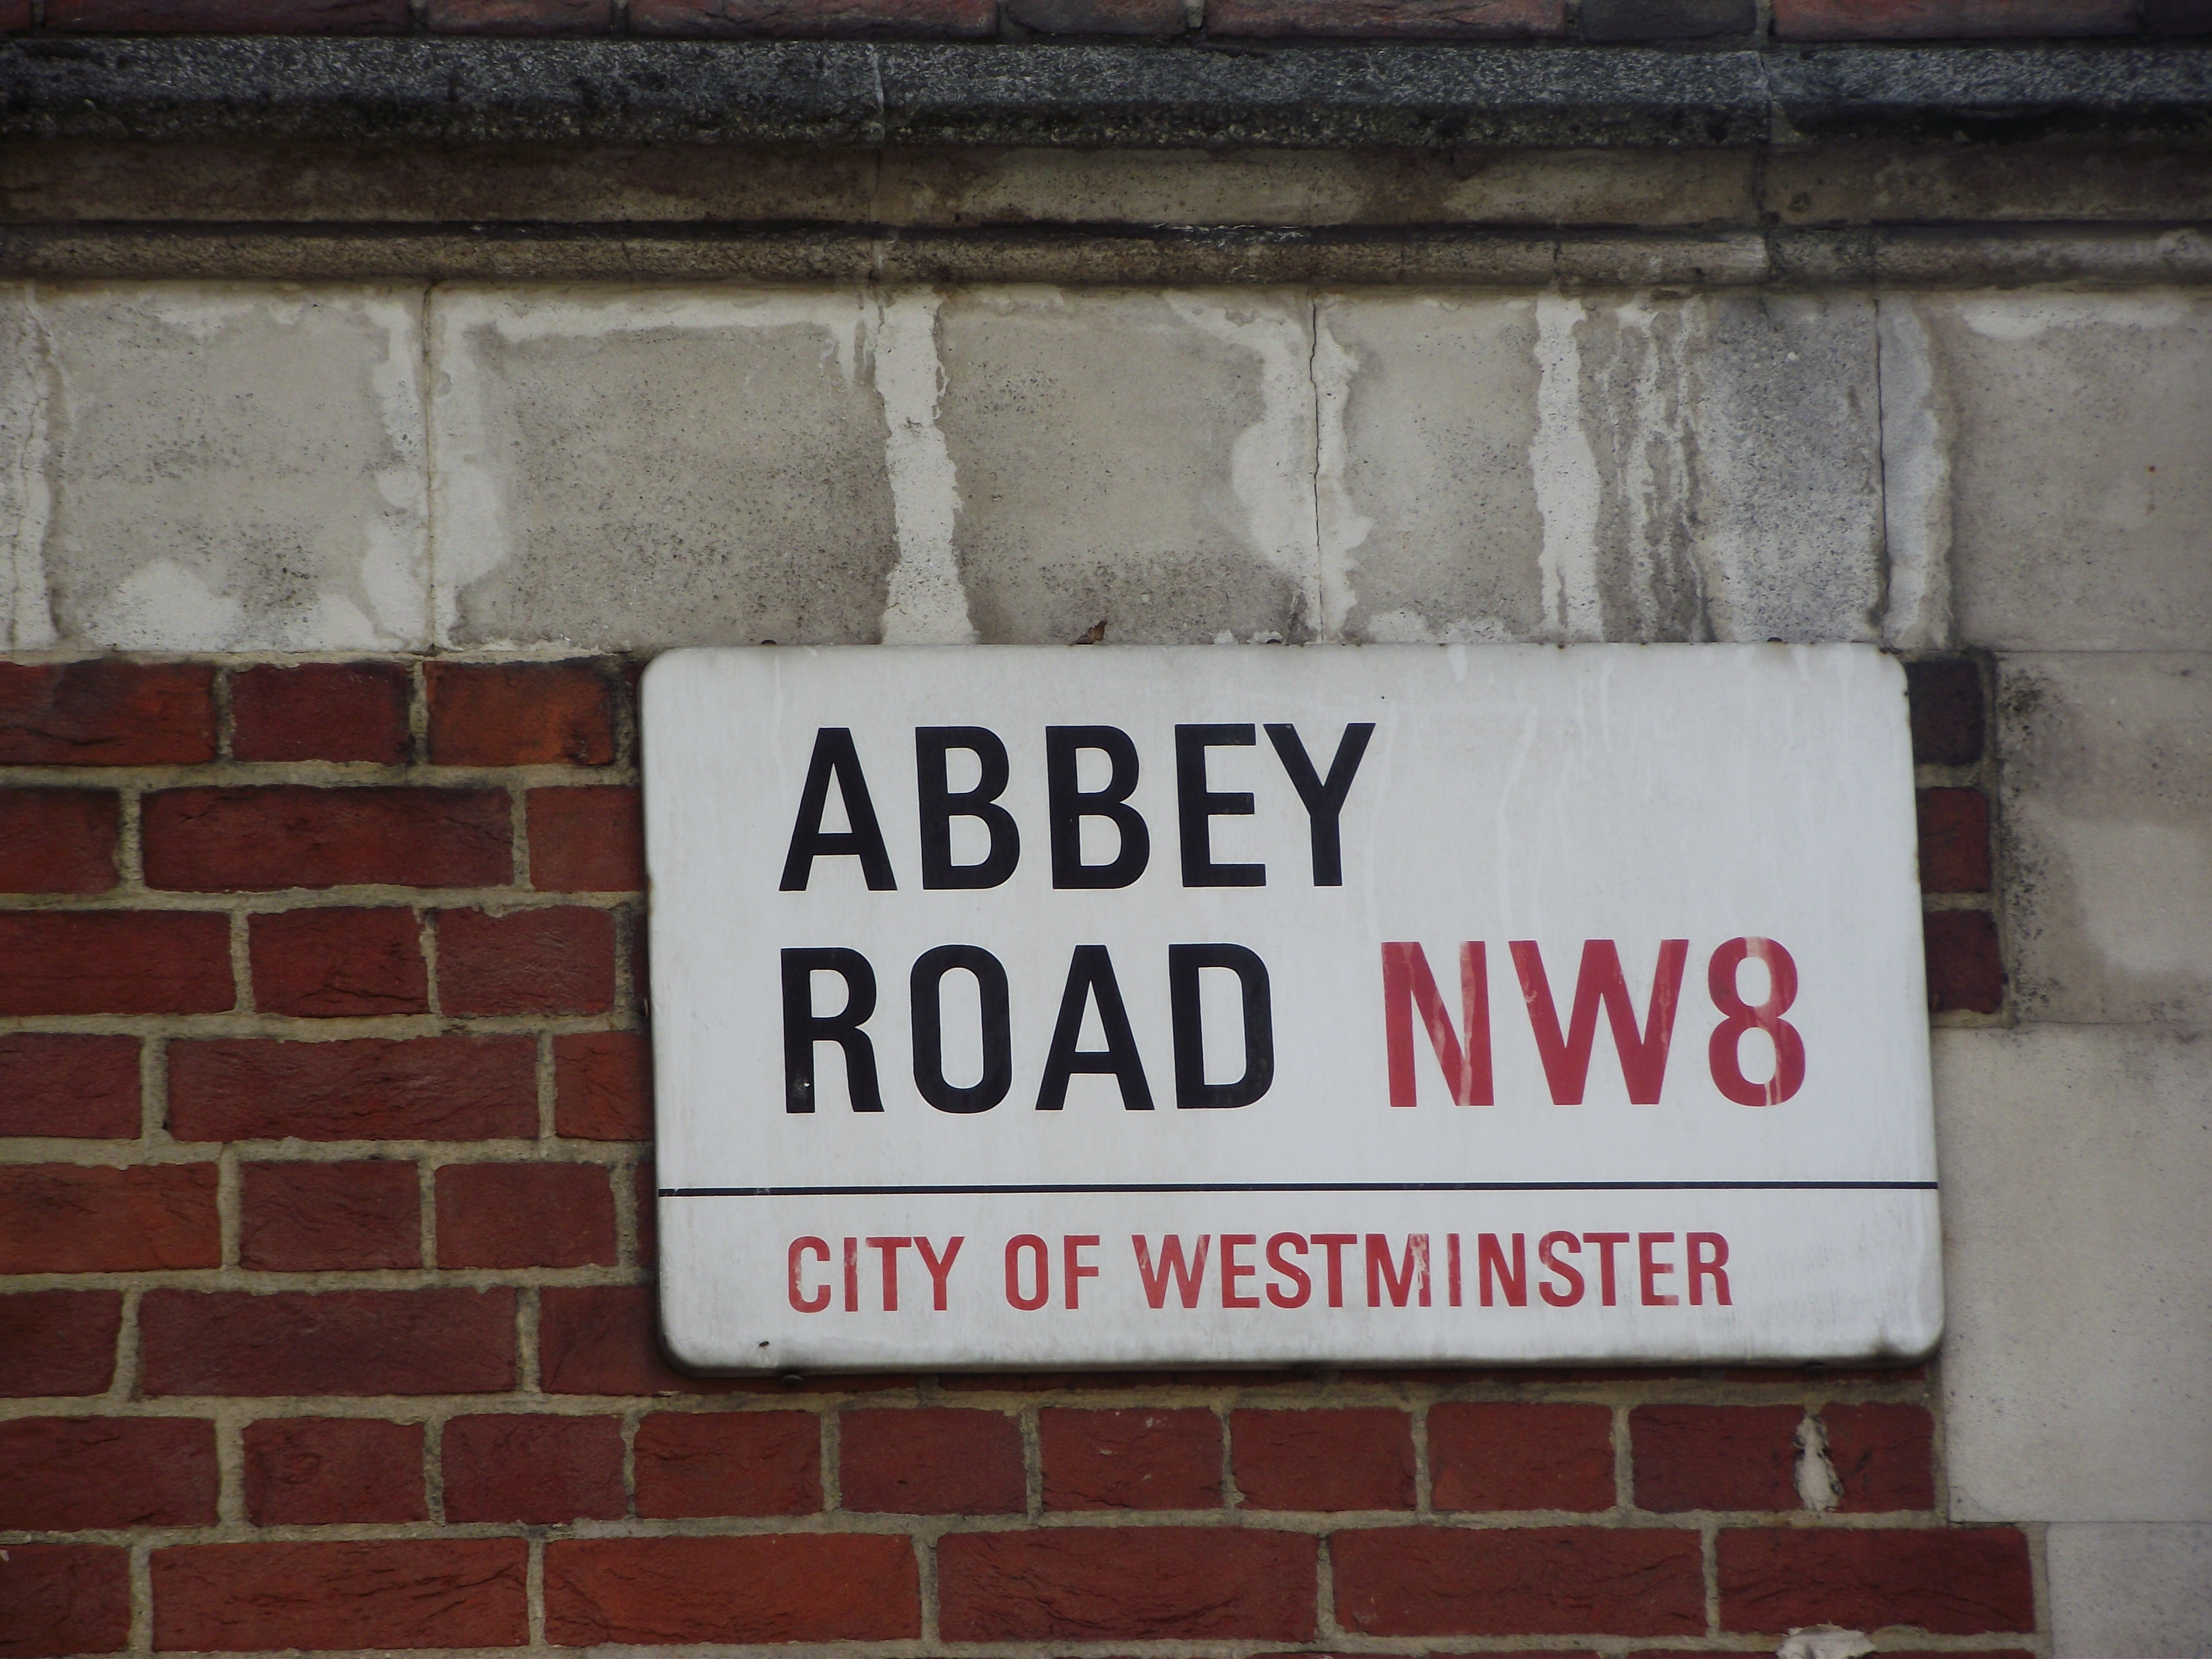 ABBEY
ROAD NW8
CITY OF WESTMINSTER